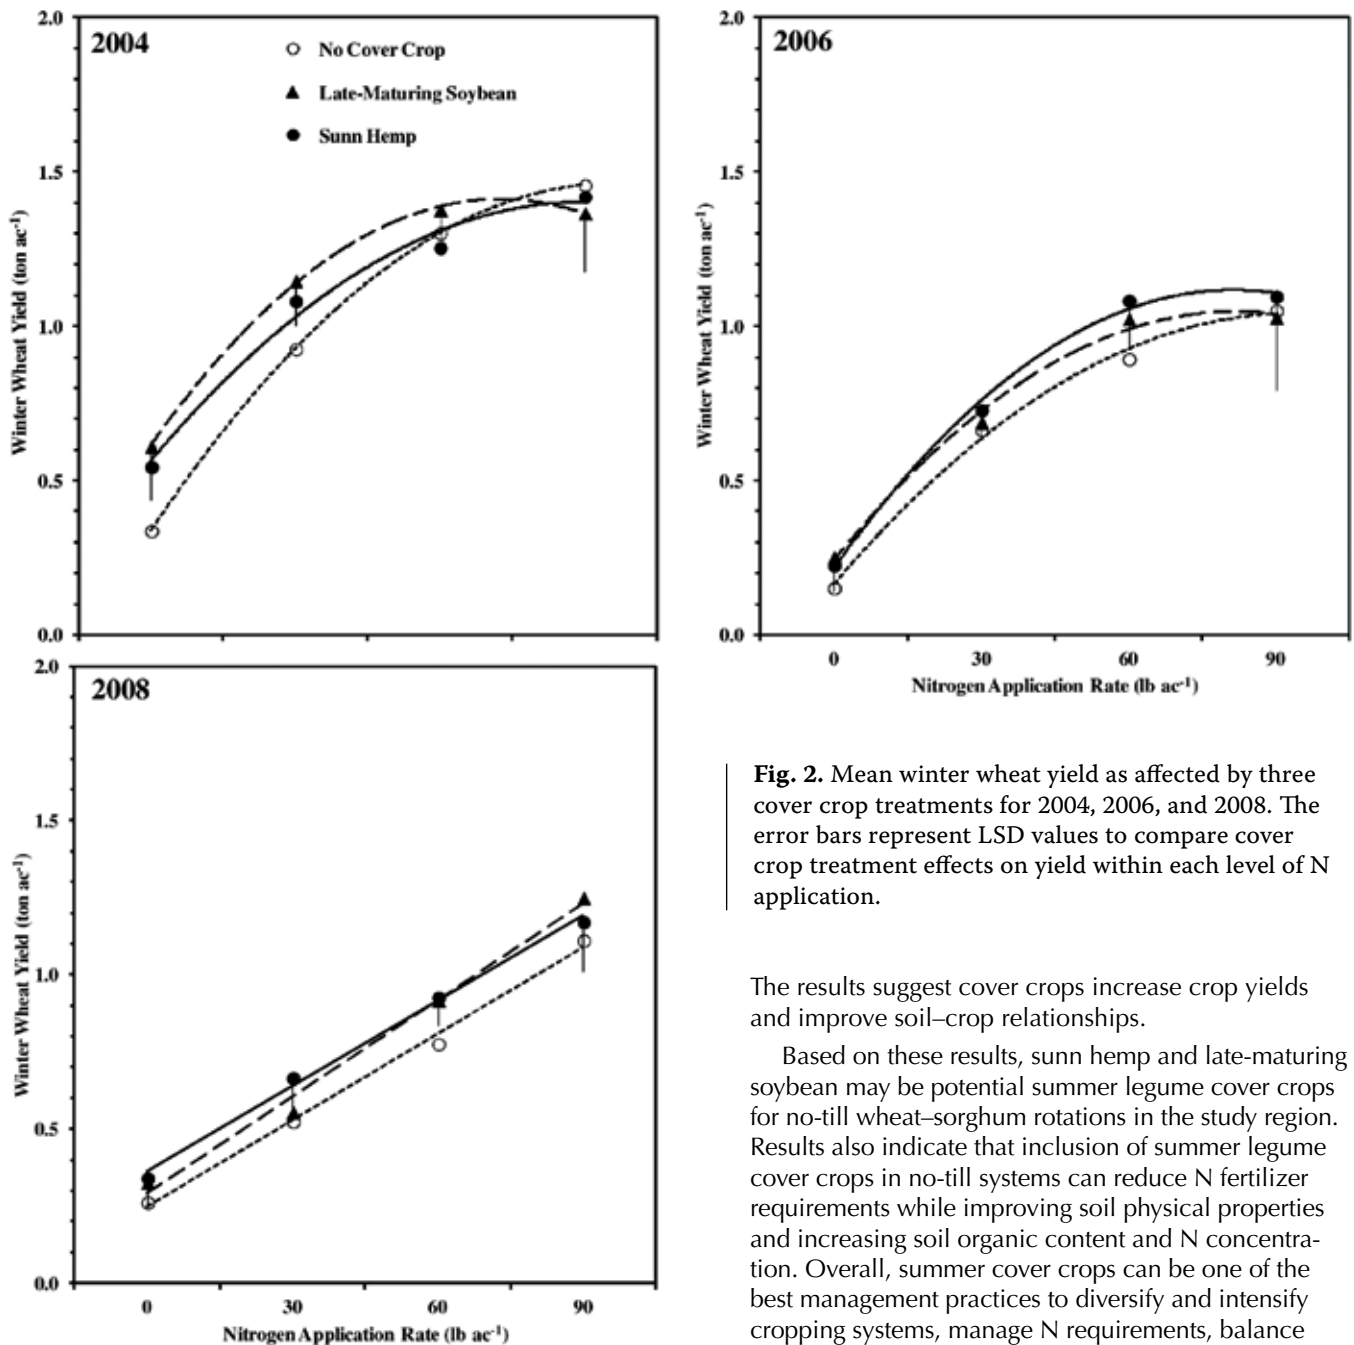 2004
No Cover Crop
Late-Maturing Soybean
Sunn Hemp
2.0
1.5
1.0
0.5
0.0
Winter Wheat Yield (ton ac⁻¹)
2006
2.0
1.5
1.0
0.5
0.0
Winter Wheat Yield (ton ac⁻¹)
0 30 60 90
Nitrogen Application Rate (lb ac⁻¹)
2008
2.0
1.5
1.0
0.5
0.0
Winter Wheat Yield (ton ac⁻¹)
0 30 60 90
Nitrogen Application Rate (lb ac⁻¹)
Fig. 2. Mean winter wheat yield as affected by three
cover crop treatments for 2004, 2006, and 2008. The
error bars represent LSD values to compare cover
crop treatment effects on yield within each level of N
application.
The results suggest cover crops increase crop yields
and improve soil–crop relationships.
Based on these results, sunn hemp and late-maturing
soybean may be potential summer legume cover crops
for no-till wheat–sorghum rotations in the study region.
Results also indicate that inclusion of summer legume
cover crops in no-till systems can reduce N fertilizer
requirements while improving soil physical properties
and increasing soil organic content and N concentra-
tion. Overall, summer cover crops can be one of the
best management practices to diversify and intensify
cropping systems, manage N requirements, balance